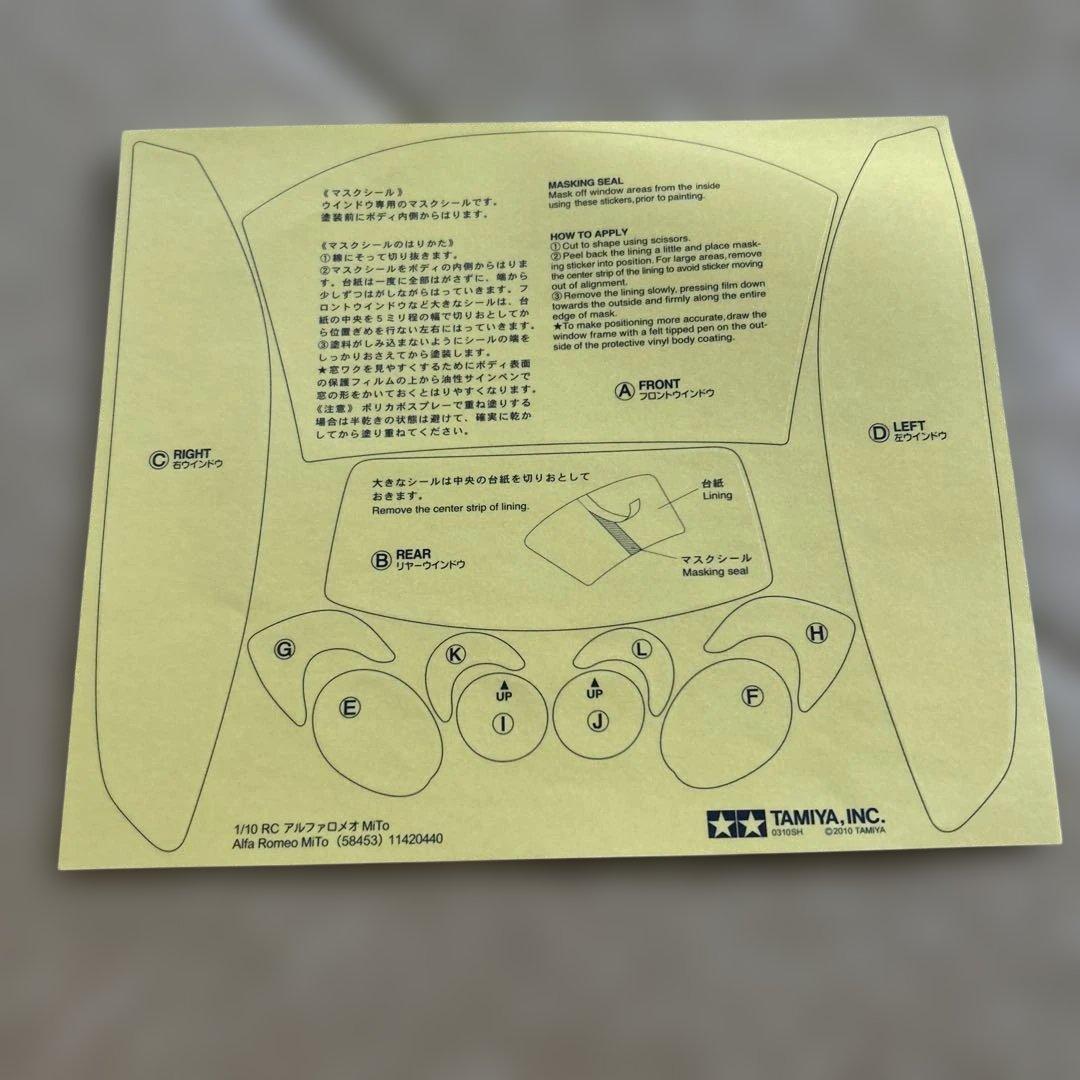 《マスクシール》
ウインドウ専用のマスクシールです。
塗装前にボディ内側からはります。
《マスクシールのはりかた》
①線にそって切り抜きます。
②マスクシールをボディの内側からはりま
す。台紙は一度に全部はがさずに、端から
少しずつはがしながらはっていきます。フ
ロントウインドウなど大きなシールは、台
紙の中央を5ミリ程の幅で切りおとしてか
ら位置ぎめを行ない左右にはっていきます。
③塗料がしみ込まないようにシールの端を
しっかりおさえてから塗装します。
★窓ワクを見やすくするためにボディ表面
の保護フィルムの上から油性サインペンで
窓の形をかいておくとはりやすくなります。
《注意》 ポリカボスプレーで重ね塗りする
場合は半乾きの状態は避けて、確実に乾か
してから塗り重ねてください。
MASKING SEAL
Mask off window areas from the inside
using these stickers, prior to painting.
HOW TO APPLY
①Cut to shape using scissors.
②Peel back the lining a little and place mask-
ing sticker into position. For large areas, remove
the center strip of the lining to avoid sticker moving
out of alignment.
③Remove the lining slowly, pressing film down
towards the outside and firmly along the entire
edge of mask.
★To make positioning more accurate, draw the
window frame with a felt tipped pen on the out-
side of the protective vinyl body coating.
Ⓐ FRONT
フロントウインドウ
Ⓒ RIGHT
右ウインドウ
Ⓓ LEFT
左ウインドウ
大きなシールは中央の台紙を切りおとして
おきます。
Remove the center strip of lining.
台紙
Lining
マスクシール
Masking seal
Ⓑ REAR
リヤーウインドウ
Ⓖ
Ⓚ
Ⓛ
Ⓗ
Ⓔ
▲
UP
Ⓘ
▲
UP
Ⓙ
Ⓕ
1/10 RC アルファロメオ MiTo
Alfa Romeo MiTo (58453) 11420440
TAMIYA, INC.
0310SH ©2010 TAMIYA